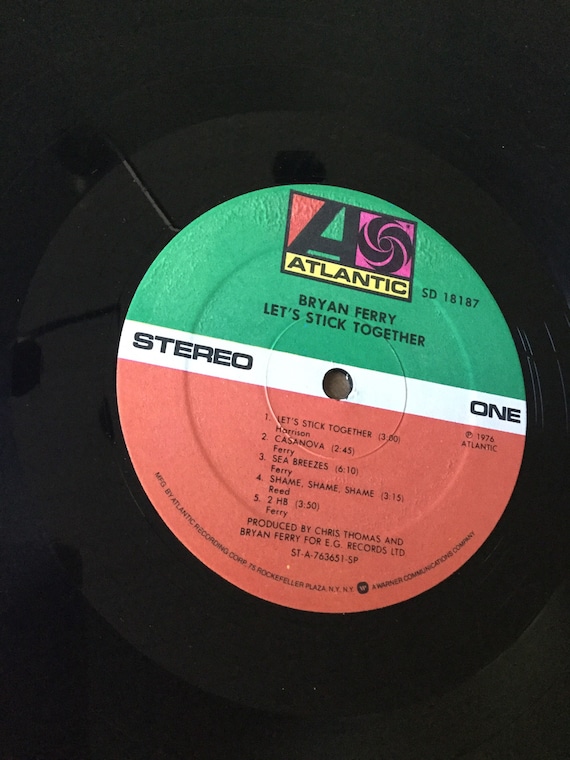 ATLANTIC
SD 18187
BRYAN FERRY
LET'S STICK TOGETHER
STEREO
ONE
℗ 1976
ATLANTIC
1. LET'S STICK TOGETHER (3:00)
Harrison
2. CASANOVA (2:45)
Ferry
3. SEA BREEZES (6:10)
Ferry
4. SHAME, SHAME, SHAME (3:15)
Reed
5. 2 HB (3:50)
Ferry
PRODUCED BY CHRIS THOMAS AND
BRYAN FERRY FOR E.G. RECORDS LTD
ST-A-763651-SP
MFG. BY ATLANTIC RECORDING CORP., 75 ROCKEFELLER PLAZA, N.Y., N.Y. A WARNER COMMUNICATIONS COMPANY